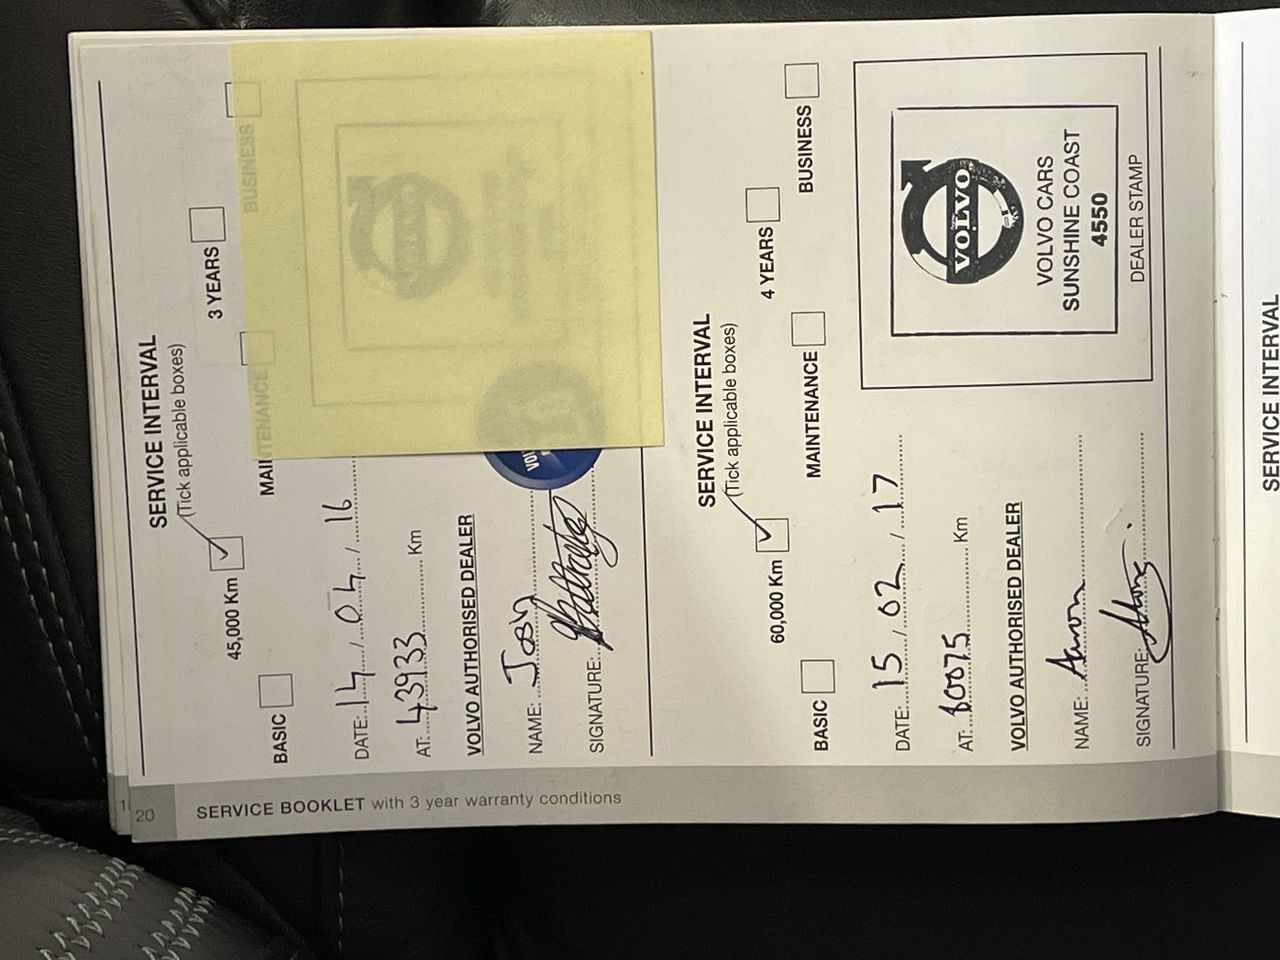 SERVICE INTERVAL
(Tick applicable boxes)
45,000 Km 3 YEARS
BASIC MAINTENANCE BUSINESS
DATE: 14 / 04 / 16
AT: 43933 Km
VOLVO AUTHORISED DEALER
NAME:
SIGNATURE:
VOLVO
SERVICE INTERVAL
(Tick applicable boxes)
60,000 Km 4 YEARS
BASIC MAINTENANCE BUSINESS
DATE: 15 / 02 / 17
AT: 60075 Km
VOLVO AUTHORISED DEALER
NAME: Aaron
SIGNATURE:
VOLVO
VOLVO CARS
SUNSHINE COAST
4550
DEALER STAMP
20 SERVICE BOOKLET with 3 year warranty conditions
SERVICE INTERVAL